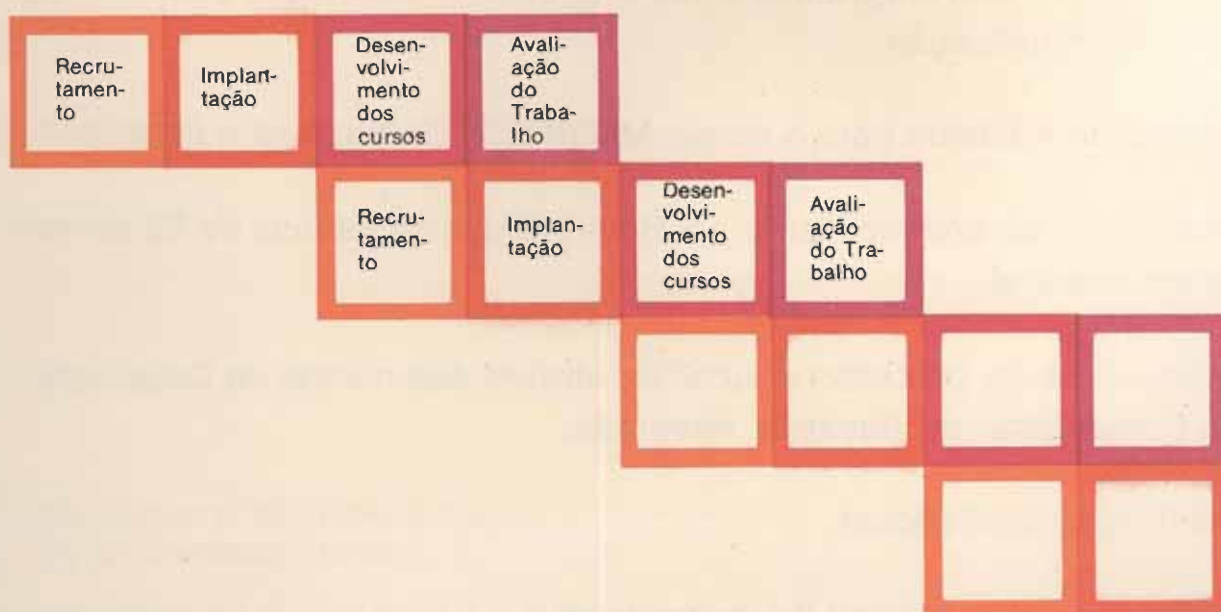 Recru-
tamen-
to
Implan-
tação
Desen-
volvi-
mento
dos
cursos
Avali-
ação
do
Traba-
lho
Recru-
tamen-
to
Implan-
tação
Desen-
volvi-
mento
dos
cursos
Avali-
ação
do Tra-
balho